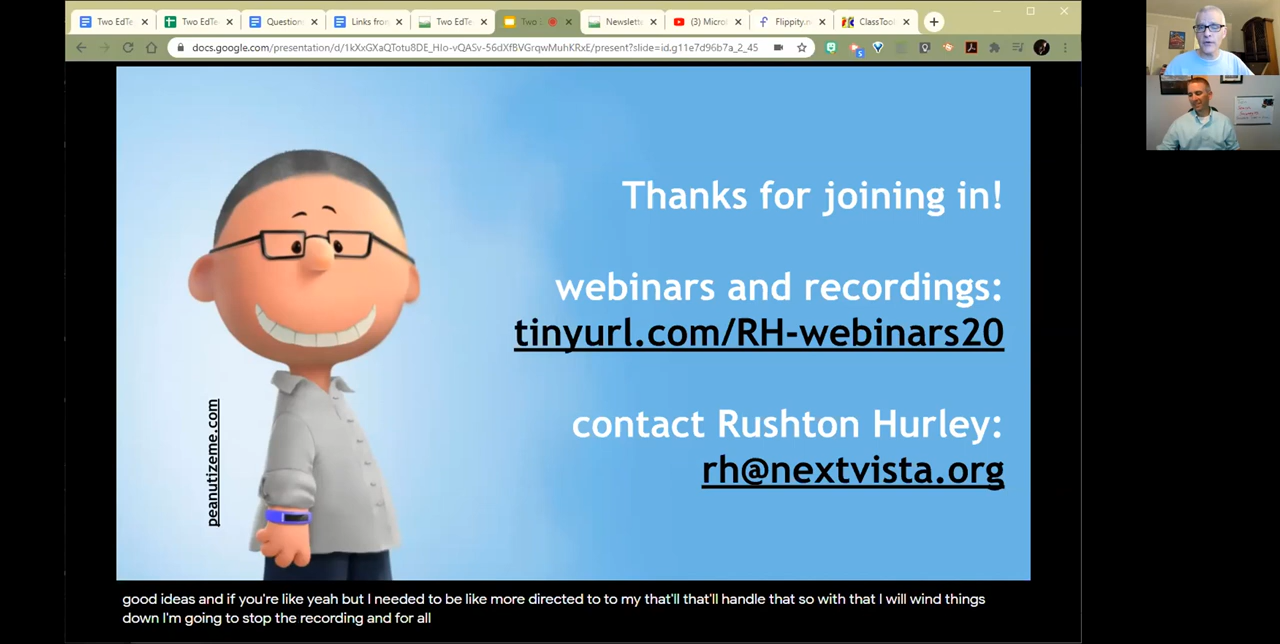 Two EdTe
Two EdTe
Question
Links from
Two EdTe
Two
Newslette
(3) Micro
Flippity.n
ClassTool
docs.google.com/presentation/d/1kXxGXaQTotu8DE_HIo-vQASv-56dXfBVGrqwMuhKRxE/present?slide=id.g11e7d96b7a_2_45
Thanks for joining in!
webinars and recordings:
tinyurl.com/RH-webinars20
contact Rushton Hurley:
rh@nextvista.org
peanutizeme.com
good ideas and if you're like yeah but I needed to be like more directed to to my that'll that'll handle that so with that I will wind things
down I'm going to stop the recording and for all